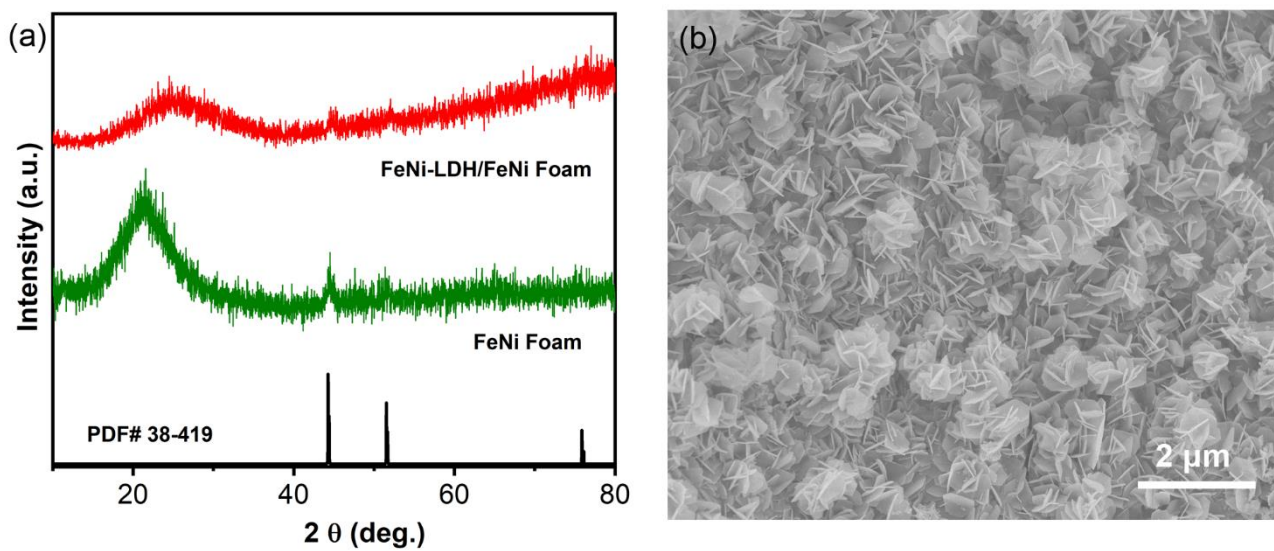 (a)
Intensity (a.u.)
FeNi-LDH/FeNi Foam
FeNi Foam
PDF# 38-419
20
40
60
80
2 θ (deg.)
(b)
2 μm